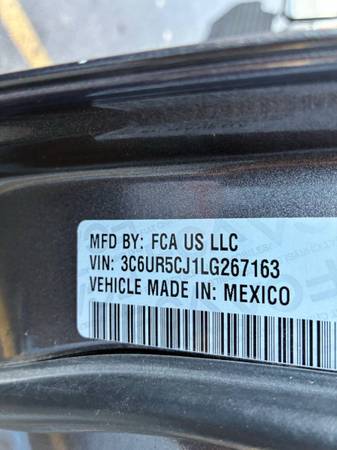 MFD BY: FCA US LLC
VIN: 3C6UR5CJ1LG267163
VEHICLE MADE IN: MEXICO